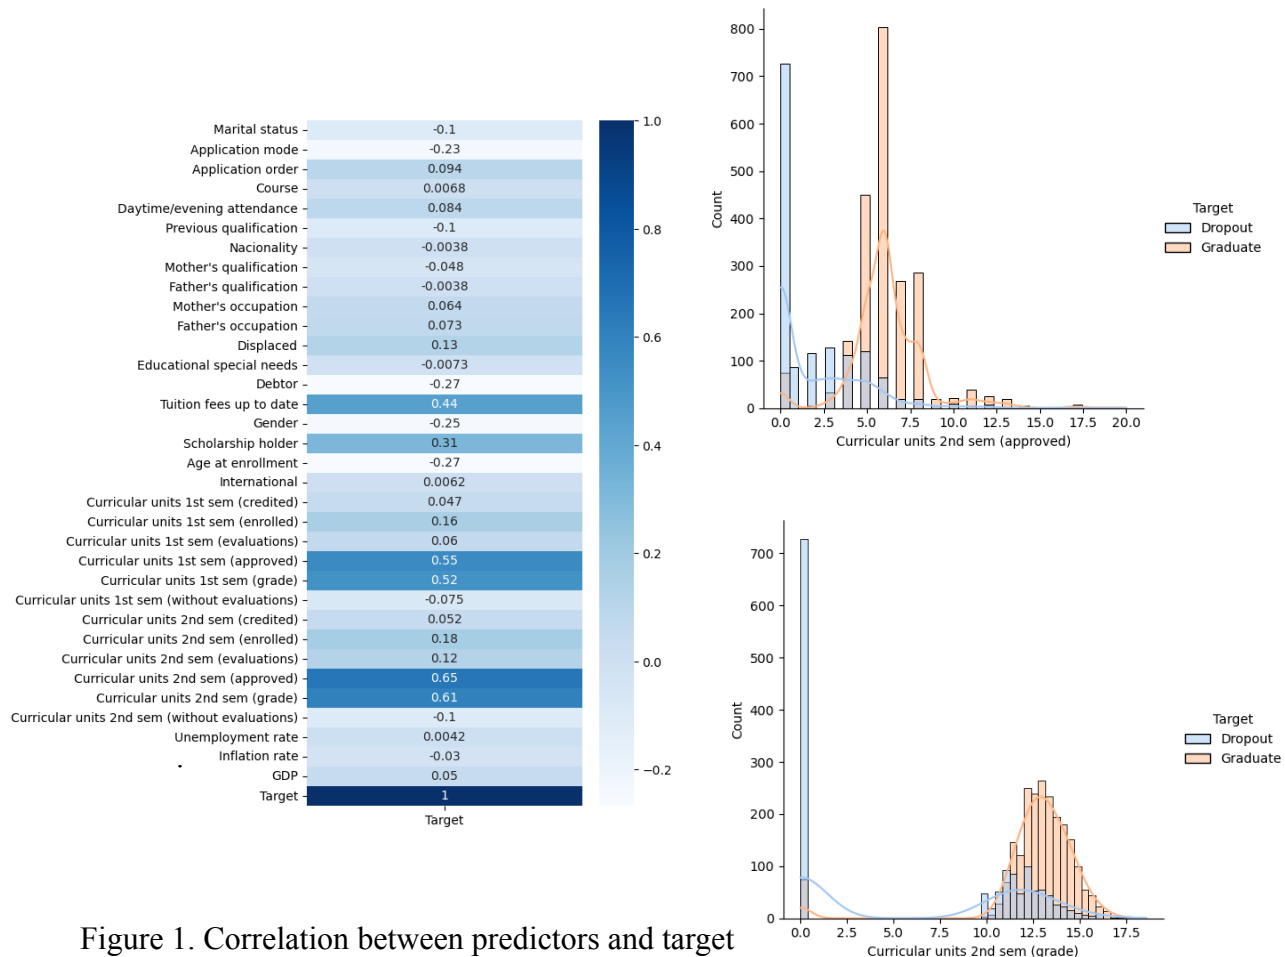 Marital status
-0.1
Application mode
-0.23
Application order
0.094
Course
0.0068
Daytime/evening attendance
0.084
Previous qualification
-0.1
Nacionality
-0.0038
Mother's qualification
-0.048
Father's qualification
-0.0038
Mother's occupation
0.064
Father's occupation
0.073
Displaced
0.13
Educational special needs
-0.0073
Debtor
-0.27
Tuition fees up to date
0.44
Gender
-0.25
Scholarship holder
0.31
Age at enrollment
-0.27
International
0.0062
Curricular units 1st sem (credited)
0.047
Curricular units 1st sem (enrolled)
0.16
Curricular units 1st sem (evaluations)
0.06
Curricular units 1st sem (approved)
0.55
Curricular units 1st sem (grade)
0.52
Curricular units 1st sem (without evaluations)
-0.075
Curricular units 2nd sem (credited)
0.052
Curricular units 2nd sem (enrolled)
0.18
Curricular units 2nd sem (evaluations)
0.12
Curricular units 2nd sem (approved)
0.65
Curricular units 2nd sem (grade)
0.61
Curricular units 2nd sem (without evaluations)
-0.1
Unemployment rate
0.0042
Inflation rate
-0.03
GDP
0.05
Target
1
Target
1.0
0.8
0.6
0.4
0.2
0.0
−0.2
800
700
600
500
400
300
200
100
0
Count
0.0 2.5 5.0 7.5 10.0 12.5 15.0 17.5 20.0
Curricular units 2nd sem (approved)
Target
Dropout
Graduate
700
600
500
400
300
200
100
0
Count
0.0 2.5 5.0 7.5 10.0 12.5 15.0 17.5
Curricular units 2nd sem (grade)
Target
Dropout
Graduate
Figure 1. Correlation between predictors and target